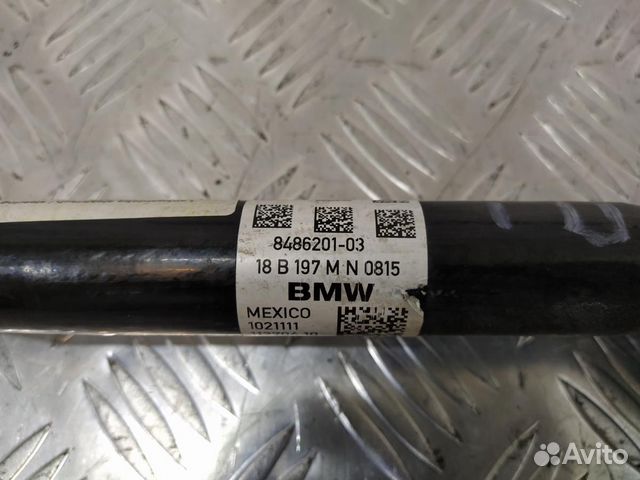 8486201-03
18 B 197 M N 0815
BMW
MEXICO
1021111
Avito